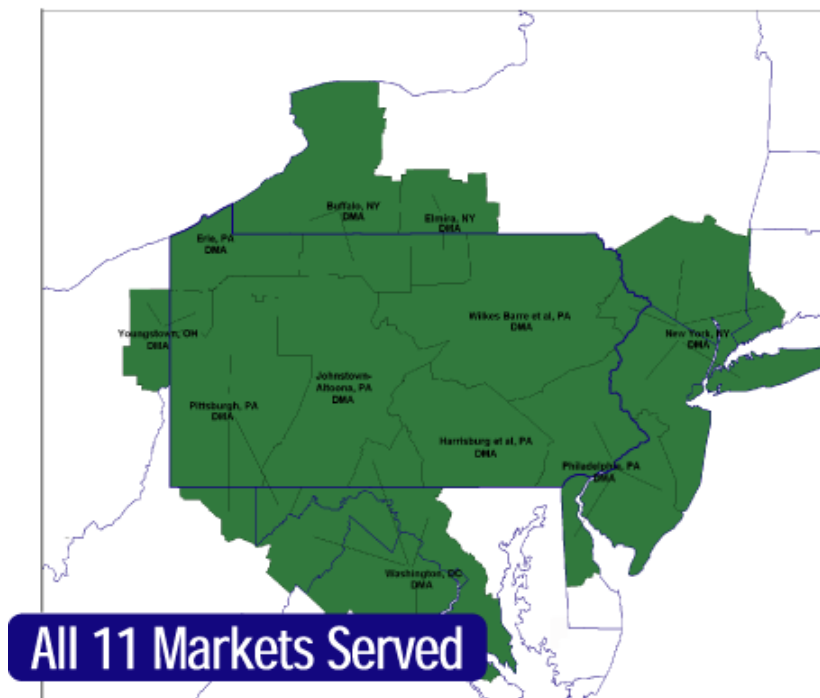 Buffalo, NY
DMA
Elmira, NY
DMA
Erie, PA
DMA
Wilkes Barre et al, PA
DMA
Youngstown, OH
DMA
New York, NY
DMA
Johnstown-
Altoona, PA
DMA
Pittsburgh, PA
DMA
Harrisburg et al, PA
DMA
Philadelphia, PA
DMA
Washington, DC
DMA
All 11 Markets Served